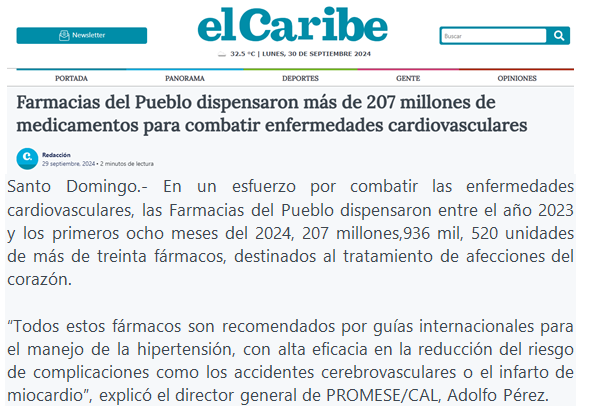 el Caribe
Newsletter
Buscar
32.5 °C | LUNES, 30 DE SEPTIEMBRE 2024
PORTADA PANORAMA DEPORTES GENTE OPINIONES
Farmacias del Pueblo dispensaron más de 207 millones de
medicamentos para combatir enfermedades cardiovasculares
Redacción
29 septiembre, 2024 • 2 minutos de lectura
Santo Domingo.- En un esfuerzo por combatir las enfermedades
cardiovasculares, las Farmacias del Pueblo dispensaron entre el año 2023
y los primeros ocho meses del 2024, 207 millones,936 mil, 520 unidades
de más de treinta fármacos, destinados al tratamiento de afecciones del
corazón.
“Todos estos fármacos son recomendados por guías internacionales para
el manejo de la hipertensión, con alta eficacia en la reducción del riesgo
de complicaciones como los accidentes cerebrovasculares o el infarto de
miocardio”, explicó el director general de PROMESE/CAL, Adolfo Pérez.